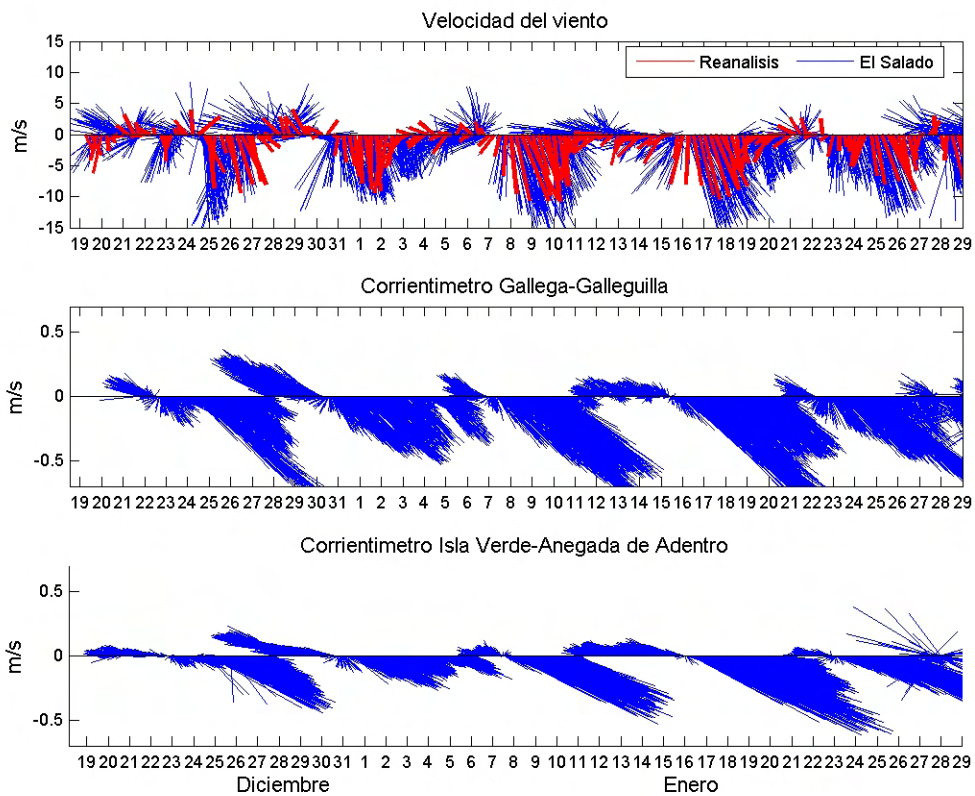 Velocidad del viento
15
10
5
0
-5
-10
-15
m/s
Reanalisis
El Salado
19 20 21 22 23 24 25 26 27 28 29 30 31 1 2 3 4 5 6 7 8 9 10 11 12 13 14 15 16 17 18 19 20 21 22 23 24 25 26 27 28 29
Corrientimetro Gallega-Galleguilla
0.5
0
-0.5
m/s
19 20 21 22 23 24 25 26 27 28 29 30 31 1 2 3 4 5 6 7 8 9 10 11 12 13 14 15 16 17 18 19 20 21 22 23 24 25 26 27 28 29
Corrientimetro Isla Verde-Anegada de Adentro
0.5
0
-0.5
m/s
19 20 21 22 23 24 25 26 27 28 29 30 31 1 2 3 4 5 6 7 8 9 10 11 12 13 14 15 16 17 18 19 20 21 22 23 24 25 26 27 28 29
Diciembre Enero